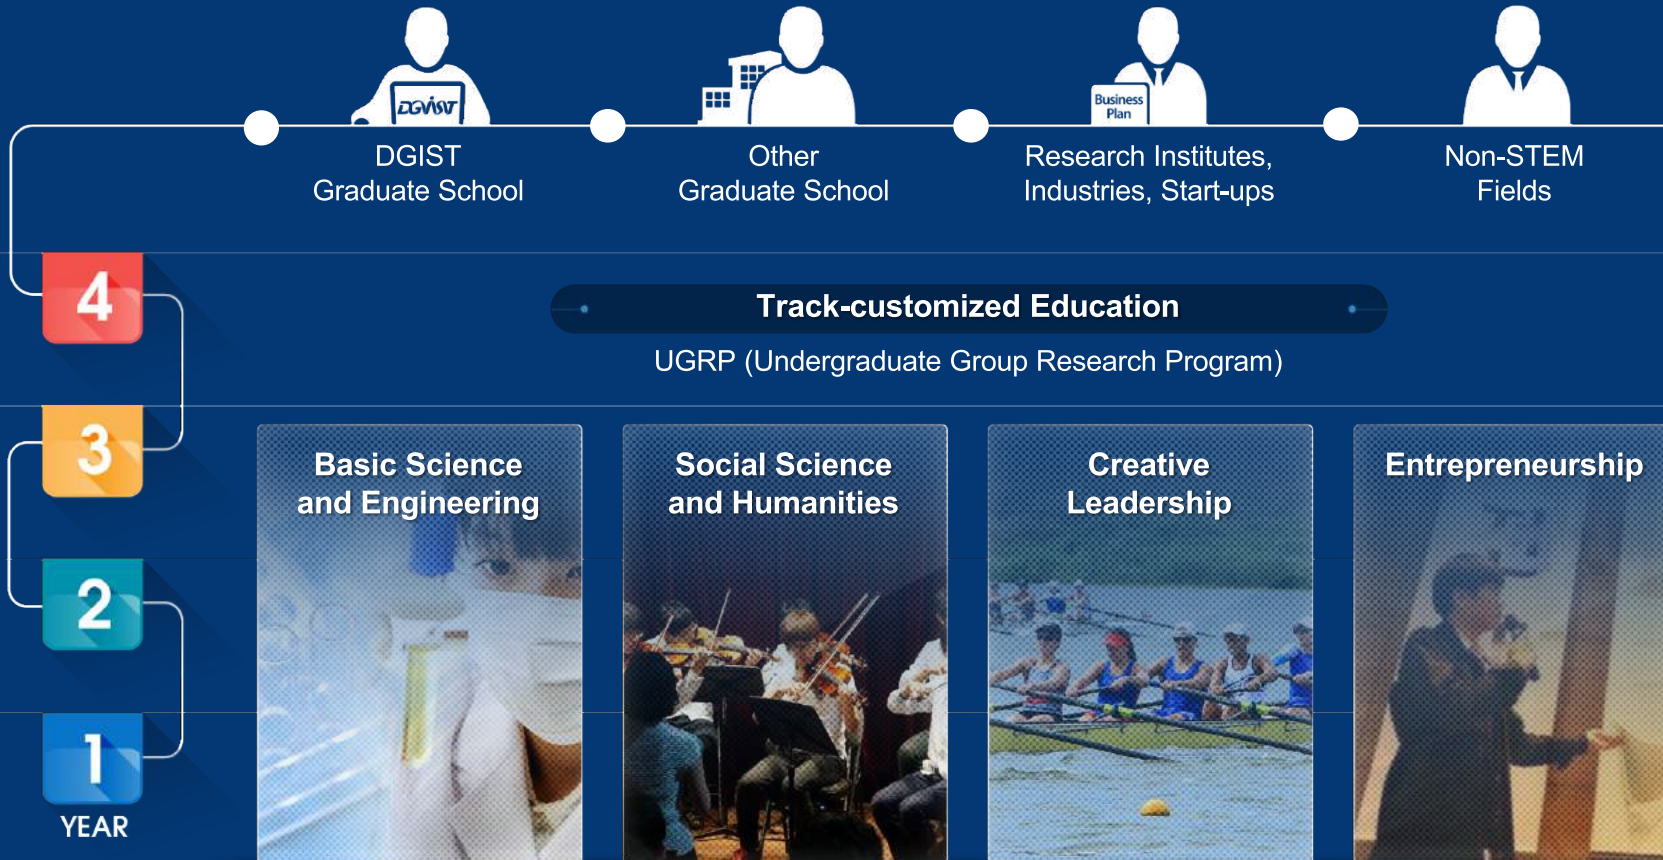 DGIST
Business
Plan
DGIST
Graduate School
Other
Graduate School
Research Institutes,
Industries, Start-ups
Non-STEM
Fields
4
Track-customized Education
UGRP (Undergraduate Group Research Program)
3
Basic Science
and Engineering
Social Science
and Humanities
Creative
Leadership
Entrepreneurship
2
1
YEAR